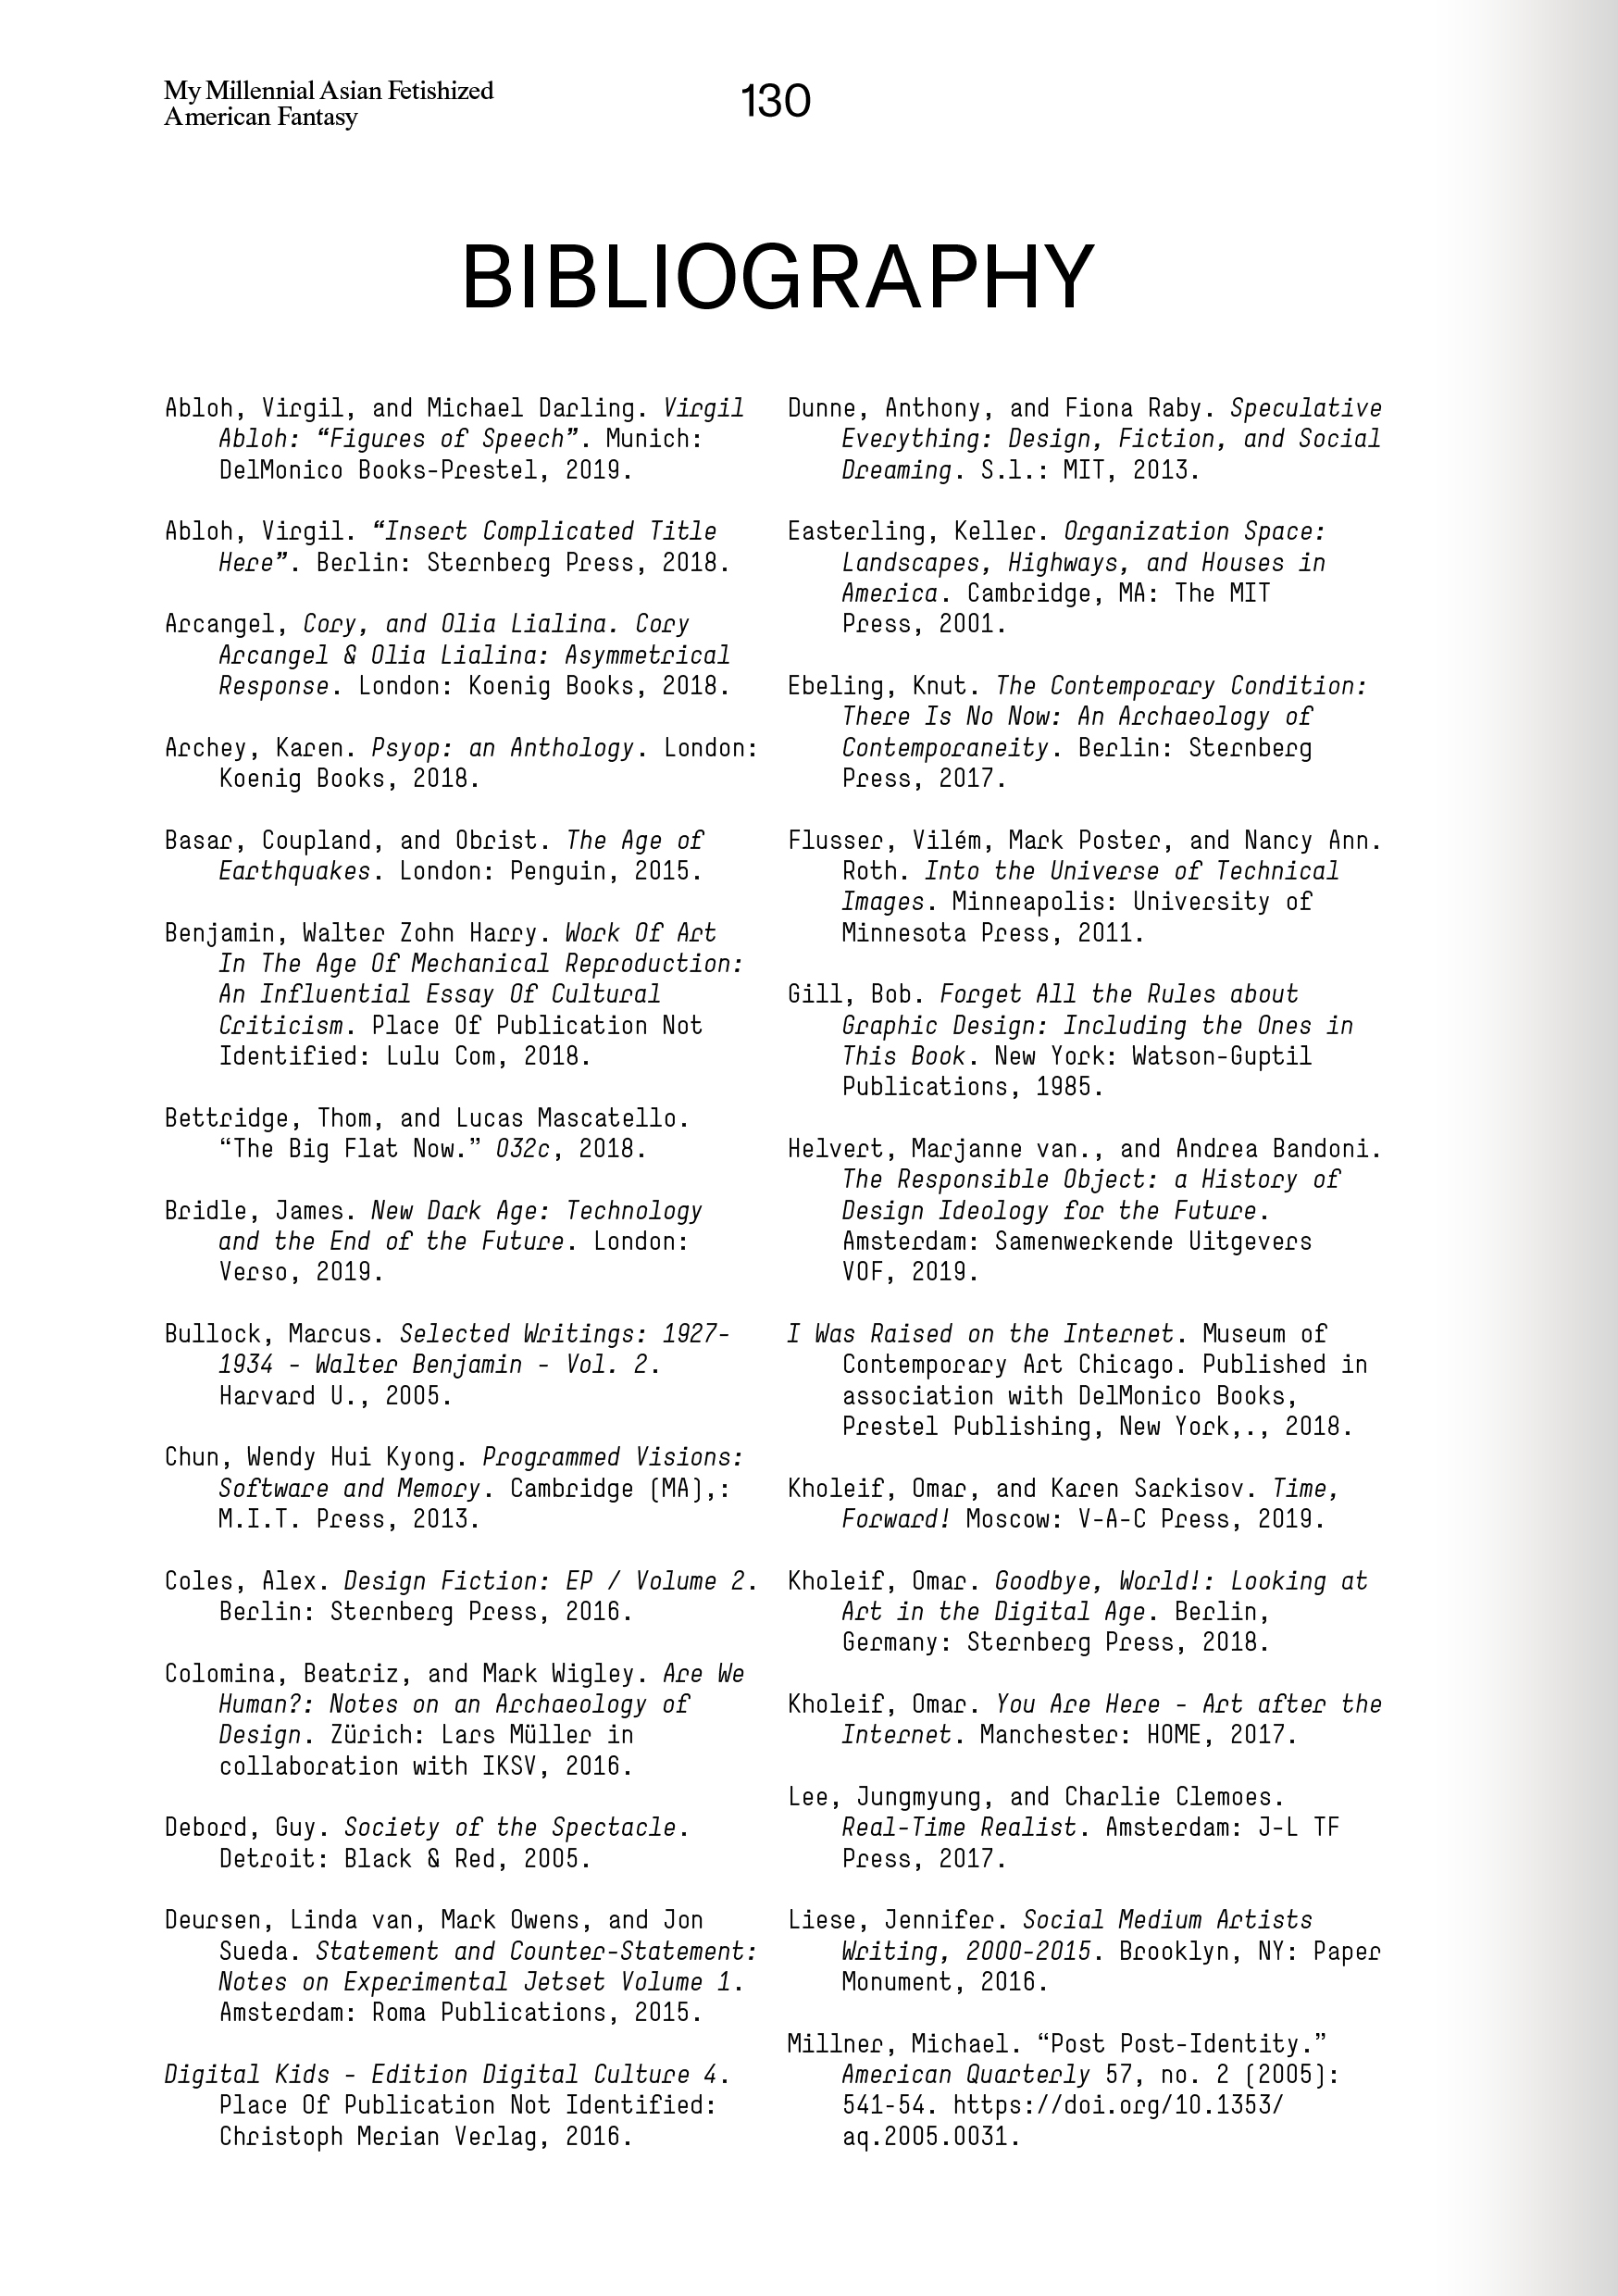 My Millennial Asian Fetishized
American Fantasy
130
BIBLIOGRAPHY
Abloh, Virgil, and Michael Darling. Virgil
Abloh: “Figures of Speech”. Munich:
DelMonico Books-Prestel, 2019.
Abloh, Virgil. “Insert Complicated Title
Here”. Berlin: Sternberg Press, 2018.
Arcangel, Cory, and Olia Lialina. Cory
Arcangel & Olia Lialina: Asymmetrical
Response. London: Koenig Books, 2018.
Archey, Karen. Psyop: an Anthology. London:
Koenig Books, 2018.
Basar, Coupland, and Obrist. The Age of
Earthquakes. London: Penguin, 2015.
Benjamin, Walter Zohn Harry. Work Of Art
In The Age Of Mechanical Reproduction:
An Influential Essay Of Cultural
Criticism. Place Of Publication Not
Identified: Lulu Com, 2018.
Bettridge, Thom, and Lucas Mascatello.
“The Big Flat Now.” 032c, 2018.
Bridle, James. New Dark Age: Technology
and the End of the Future. London:
Verso, 2019.
Bullock, Marcus. Selected Writings: 1927-
1934 - Walter Benjamin - Vol. 2.
Harvard U., 2005.
Chun, Wendy Hui Kyong. Programmed Visions:
Software and Memory. Cambridge (MA),:
M.I.T. Press, 2013.
Coles, Alex. Design Fiction: EP / Volume 2.
Berlin: Sternberg Press, 2016.
Colomina, Beatriz, and Mark Wigley. Are We
Human?: Notes on an Archaeology of
Design. Zürich: Lars Müller in
collaboration with IKSV, 2016.
Debord, Guy. Society of the Spectacle.
Detroit: Black & Red, 2005.
Deursen, Linda van, Mark Owens, and Jon
Sueda. Statement and Counter-Statement:
Notes on Experimental Jetset Volume 1.
Amsterdam: Roma Publications, 2015.
Digital Kids - Edition Digital Culture 4.
Place Of Publication Not Identified:
Christoph Merian Verlag, 2016.
Dunne, Anthony, and Fiona Raby. Speculative
Everything: Design, Fiction, and Social
Dreaming. S.l.: MIT, 2013.
Easterling, Keller. Organization Space:
Landscapes, Highways, and Houses in
America. Cambridge, MA: The MIT
Press, 2001.
Ebeling, Knut. The Contemporary Condition:
There Is No Now: An Archaeology of
Contemporaneity. Berlin: Sternberg
Press, 2017.
Flusser, Vilém, Mark Poster, and Nancy Ann.
Roth. Into the Universe of Technical
Images. Minneapolis: University of
Minnesota Press, 2011.
Gill, Bob. Forget All the Rules about
Graphic Design: Including the Ones in
This Book. New York: Watson-Guptil
Publications, 1985.
Helvert, Marjanne van., and Andrea Bandoni.
The Responsible Object: a History of
Design Ideology for the Future.
Amsterdam: Samenwerkende Uitgevers
VOF, 2019.
I Was Raised on the Internet. Museum of
Contemporary Art Chicago. Published in
association with DelMonico Books,
Prestel Publishing, New York,., 2018.
Kholeif, Omar, and Karen Sarkisov. Time,
Forward! Moscow: V-A-C Press, 2019.
Kholeif, Omar. Goodbye, World!: Looking at
Art in the Digital Age. Berlin,
Germany: Sternberg Press, 2018.
Kholeif, Omar. You Are Here - Art after the
Internet. Manchester: HOME, 2017.
Lee, Jungmyung, and Charlie Clemoes.
Real-Time Realist. Amsterdam: J-L TF
Press, 2017.
Liese, Jennifer. Social Medium Artists
Writing, 2000-2015. Brooklyn, NY: Paper
Monument, 2016.
Millner, Michael. “Post Post-Identity.”
American Quarterly 57, no. 2 (2005):
541-54. https://doi.org/10.1353/
aq.2005.0031.